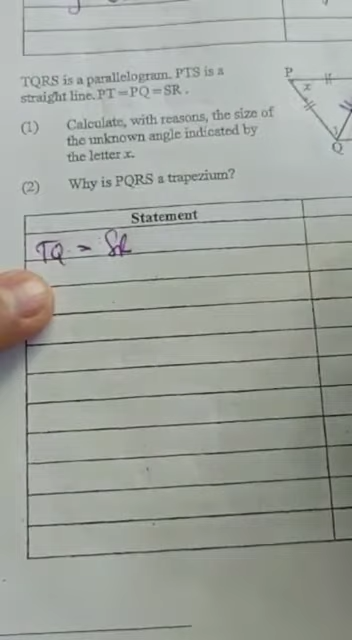 TQRS is a parallelogram. PTS is a
straight line. PT = PQ = SR.
(1) Calculate, with reasons, the size of
the unknown angle indicated by
the letter x.
(2) Why is PQRS a trapezium?
P
x
Q
Statement
TQ = SR